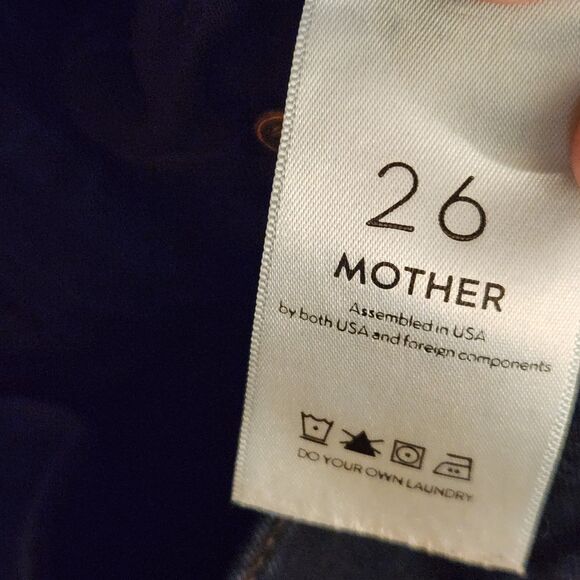 26
MOTHER
Assembled in USA
by both USA and foreign components
DO YOUR OWN LAUNDRY